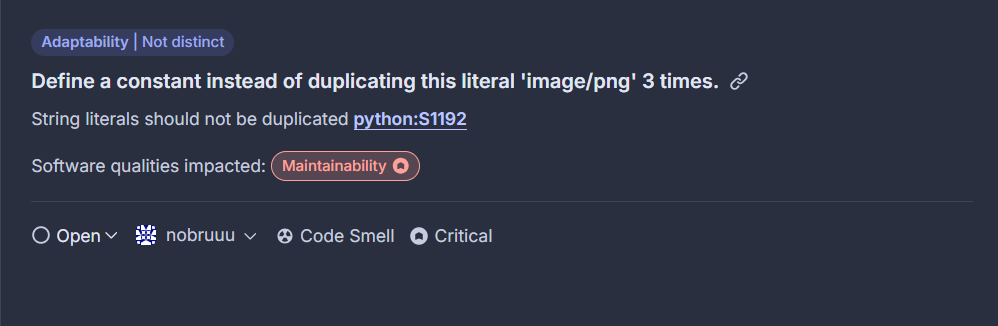 Adaptability | Not distinct
Define a constant instead of duplicating this literal 'image/png' 3 times.
String literals should not be duplicated python:S1192
Software qualities impacted: Maintainability
Open nobruuu Code Smell Critical